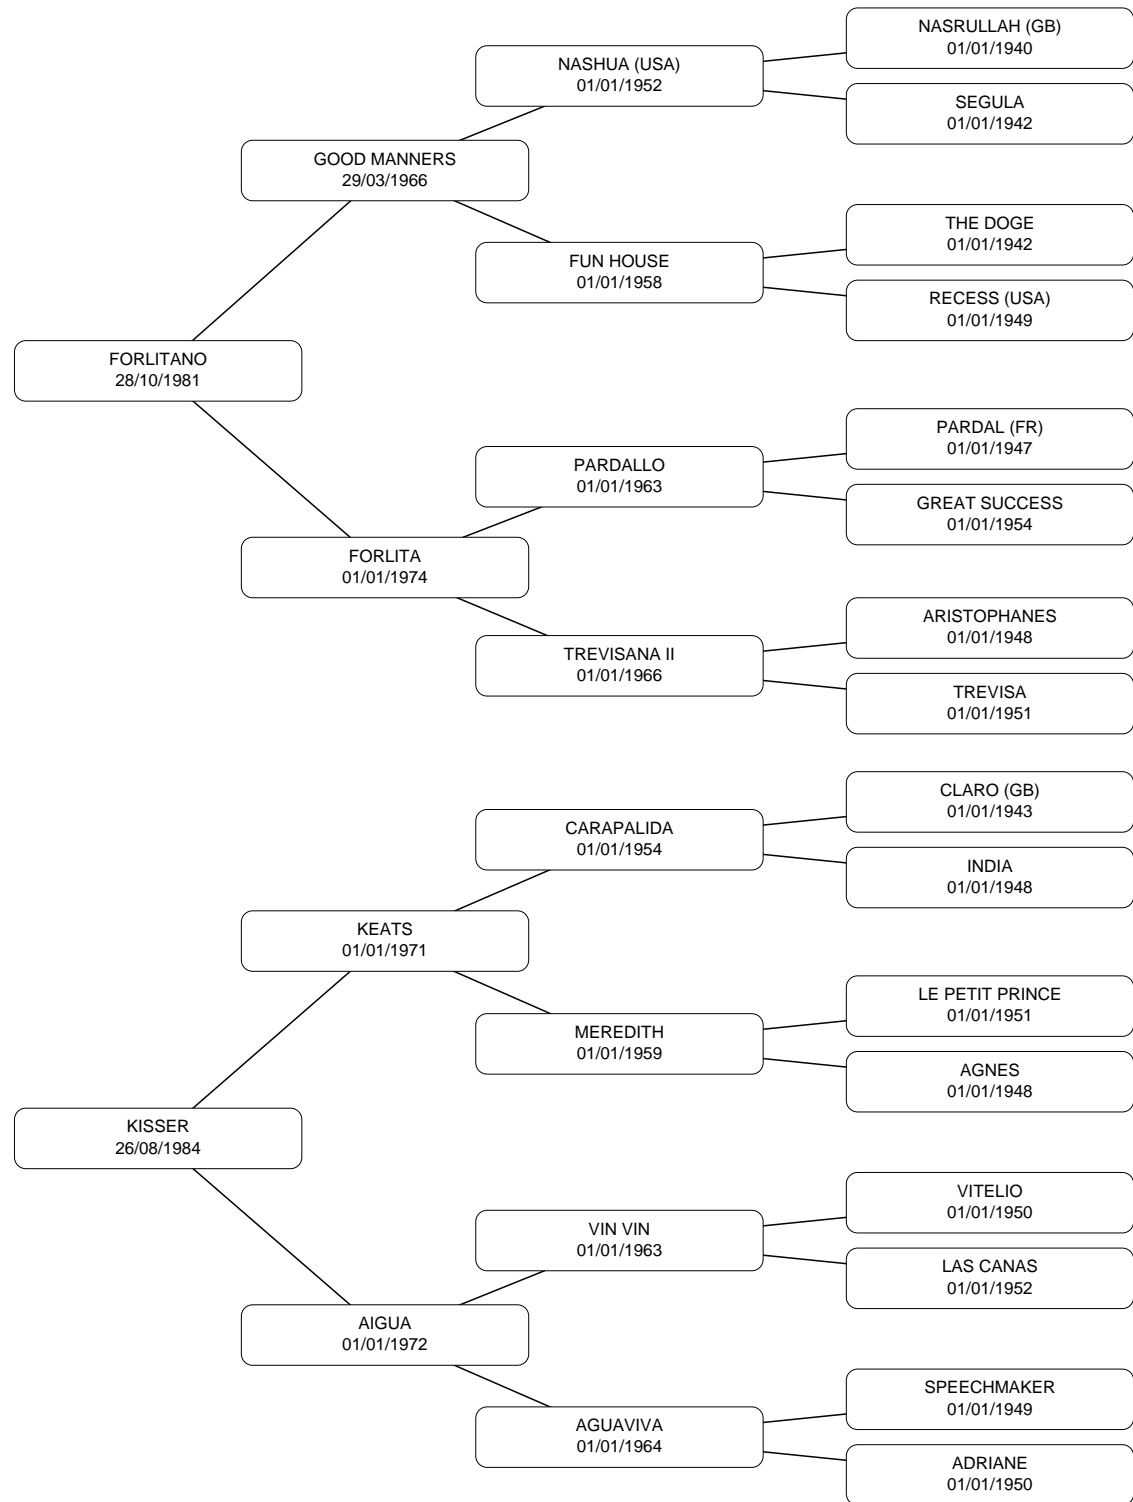 NASRULLAH (GB)
01/01/1940
NASHUA (USA)
01/01/1952
SEGULA
01/01/1942
GOOD MANNERS
29/03/1966
THE DOGE
01/01/1942
FUN HOUSE
01/01/1958
RECESS (USA)
01/01/1949
FORLITANO
28/10/1981
PARDAL (FR)
01/01/1947
PARDALLO
01/01/1963
GREAT SUCCESS
01/01/1954
FORLITA
01/01/1974
ARISTOPHANES
01/01/1948
TREVISANA II
01/01/1966
TREVISA
01/01/1951
CLARO (GB)
01/01/1943
CARAPALIDA
01/01/1954
INDIA
01/01/1948
KEATS
01/01/1971
LE PETIT PRINCE
01/01/1951
MEREDITH
01/01/1959
AGNES
01/01/1948
KISSER
26/08/1984
VITELIO
01/01/1950
VIN VIN
01/01/1963
LAS CANAS
01/01/1952
AIGUA
01/01/1972
SPEECHMAKER
01/01/1949
AGUAVIVA
01/01/1964
ADRIANE
01/01/1950